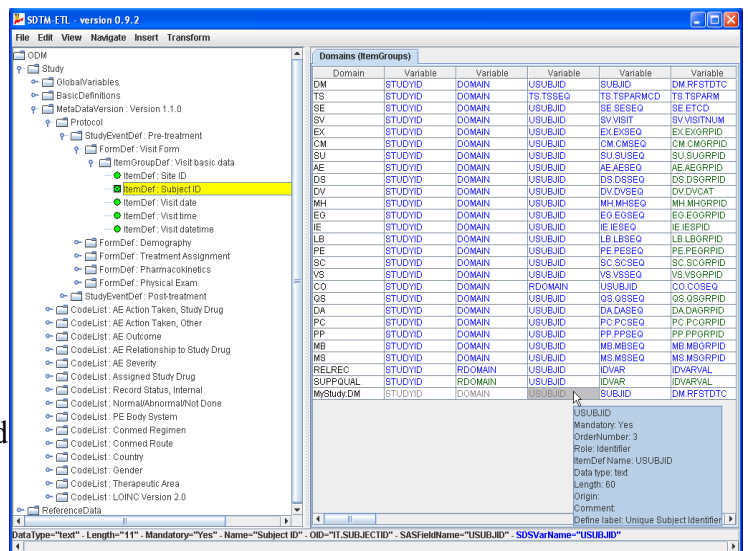 SDTM-ETL - version 0.9.2
File Edit View Navigate Insert Transform
ODM
Study
GlobalVariables
BasicDefinitions
MetaDataVersion : Version 1.1.0
Protocol
StudyEventDef : Pre-treatment
FormDef : Visit Form
ItemGroupDef : Visit basic data
ItemDef : Site ID
ItemDef : Subject ID
ItemDef : Visit date
ItemDef : Visit time
ItemDef : Visit datetime
FormDef : Demography
FormDef : Treatment Assignment
FormDef : Pharmacokinetics
FormDef : Physical Exam
StudyEventDef : Post-treatment
CodeList : AE Action Taken, Study Drug
CodeList : AE Action Taken, Other
CodeList : AE Outcome
CodeList : AE Relationship to Study Drug
CodeList : AE Severity
CodeList : Assigned Study Drug
CodeList : Record Status, Internal
CodeList : Normal/Abnormal/Not Done
CodeList : PE Body System
CodeList : Conmed Regimen
CodeList : Conmed Route
CodeList : Country
CodeList : Gender
CodeList : Therapeutic Area
CodeList : LOINC Version 2.0
ReferenceData
d
Domains (ItemGroups)
Domain Variable Variable Variable Variable Variable
DM STUDYID DOMAIN USUBJID SUBJID DM.RFSTDTC
TS STUDYID DOMAIN TS.TSSEQ TS.TSPARMCD TS.TSPARM
SE STUDYID DOMAIN USUBJID SE.SESEQ SE.ETCD
SV STUDYID DOMAIN USUBJID SV.VISIT SV.VISITNUM
EX STUDYID DOMAIN USUBJID EX.EXSEQ EX.EXGRPID
CM STUDYID DOMAIN USUBJID CM.CMSEQ CM.CMGRPID
SU STUDYID DOMAIN USUBJID SU.SUSEQ SU.SUGRPID
AE STUDYID DOMAIN USUBJID AE.AESEQ AE.AEGRPID
DS STUDYID DOMAIN USUBJID DS.DSSEQ DS.DSGRPID
DV STUDYID DOMAIN USUBJID DV.DVSEQ DV.DVCAT
MH STUDYID DOMAIN USUBJID MH.MHSEQ MH.MHGRPID
EG STUDYID DOMAIN USUBJID EG.EGSEQ EG.EGGRPID
IE STUDYID DOMAIN USUBJID IE.IESEQ IE.IESPID
LB STUDYID DOMAIN USUBJID LB.LBSEQ LB.LBGRPID
PE STUDYID DOMAIN USUBJID PE.PESEQ PE.PEGRPID
SC STUDYID DOMAIN USUBJID SC.SCSEQ SC.SCGRPID
VS STUDYID DOMAIN USUBJID VS.VSSEQ VS.VSGRPID
CO STUDYID DOMAIN RDOMAIN USUBJID CO.COSEQ
QS STUDYID DOMAIN USUBJID QS.QSSEQ QS.QSGRPID
DA STUDYID DOMAIN USUBJID DA.DASEQ DA.DAGRPID
PC STUDYID DOMAIN USUBJID PC.PCSEQ PC.PCGRPID
PP STUDYID DOMAIN USUBJID PP.PPSEQ PP.PPGRPID
MB STUDYID DOMAIN USUBJID MB.MBSEQ MB.MBGRPID
MS STUDYID DOMAIN USUBJID MS.MSSEQ MS.MSGRPID
RELREC STUDYID RDOMAIN USUBJID IDVAR IDVARVAL
SUPPQUAL STUDYID RDOMAIN USUBJID IDVAR IDVARVAL
MyStudy:DM STUDYID DOMAIN USUBJID SUBJID DM.RFSTDTC
USUBJID
Mandatory: Yes
OrderNumber: 3
Role: Identifier
ItemDef Name: USUBJID
Data type: text
Length: 60
Origin:
Comment:
Define label: Unique Subject Identifier
DataType="text" - Length="11" - Mandatory="Yes" - Name="Subject ID" - OID="IT.SUBJECTID" - SASFieldName="USUBJID" - SDSVarName="USUBJID"